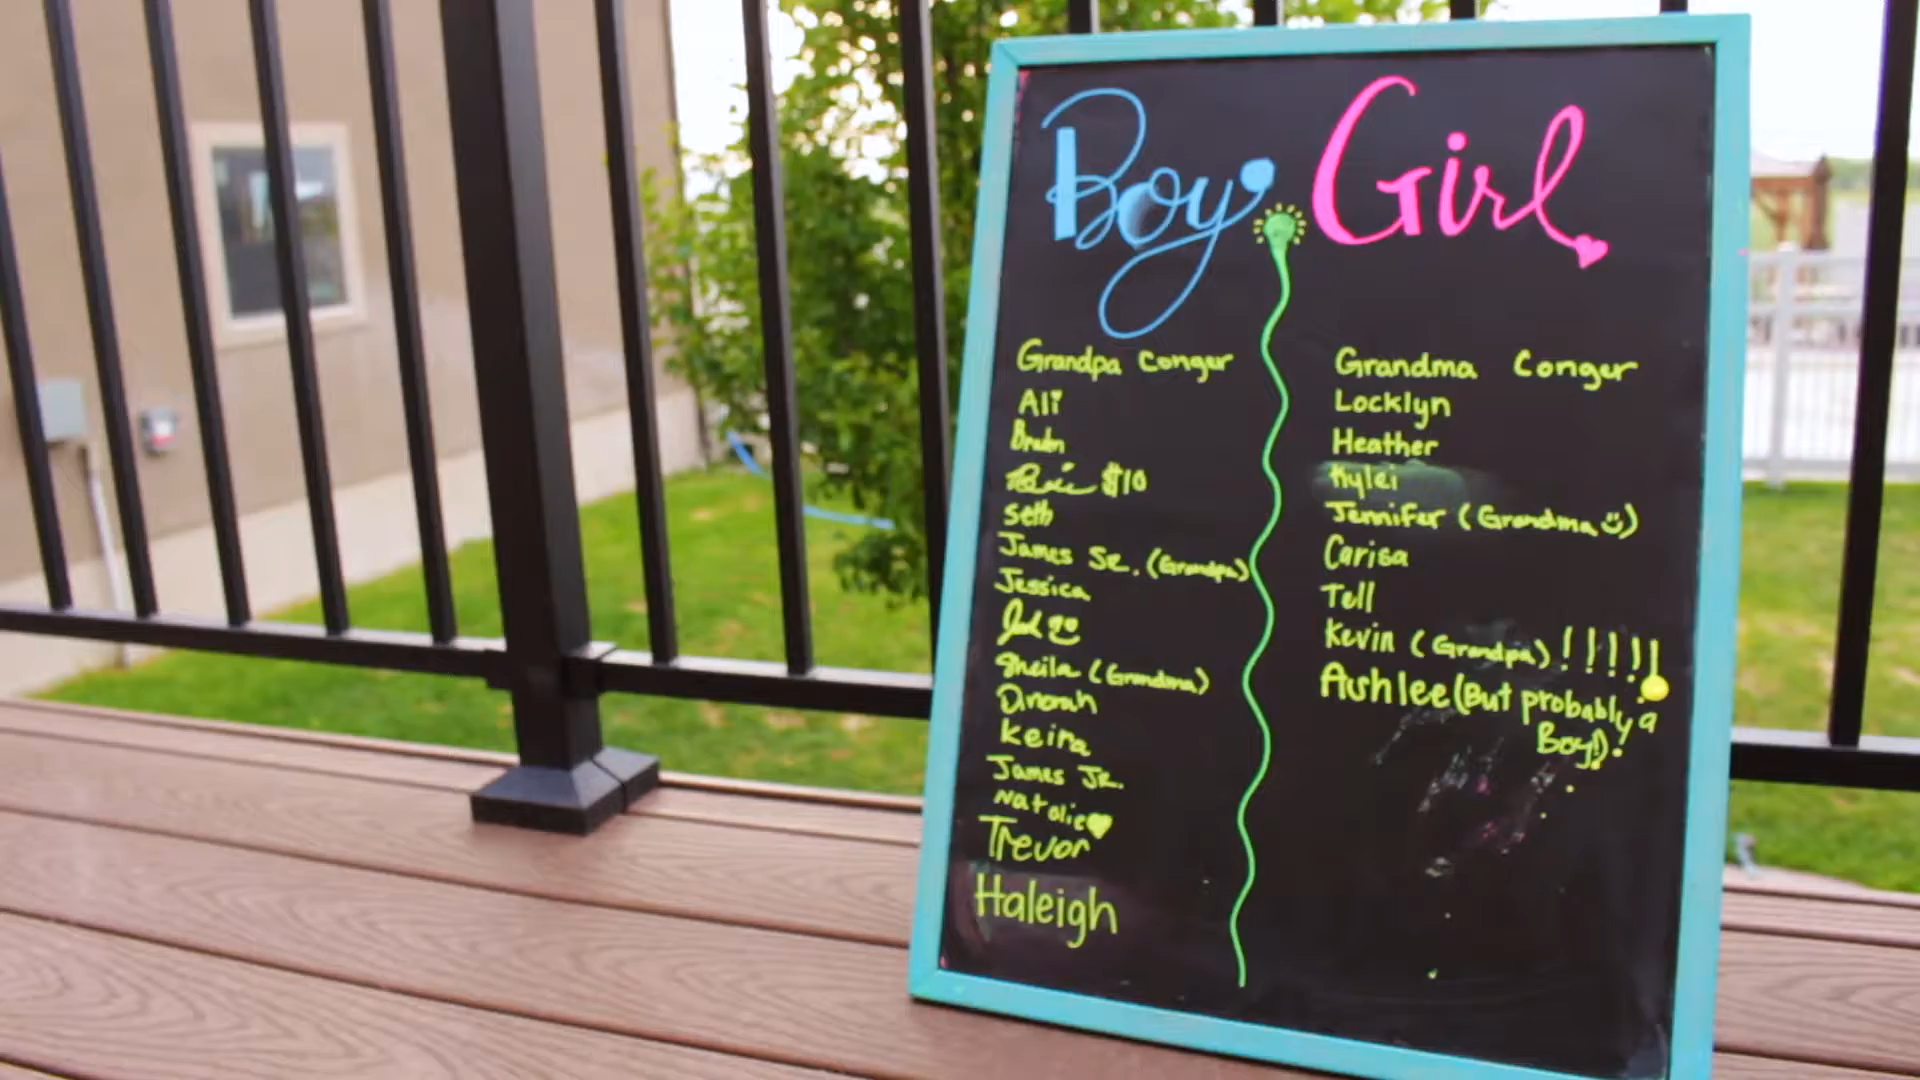 Boy Girl
Grandpa Conger
Ali
$10
Seth
James Sr. (Grandpa)
Jessica
Sheila (Grandma)
Keira
James Jr.
Natalie
Trevor
Haleigh
Grandma Conger
Locklyn
Heather
Kylei
Jennifer (Grandma)
Carisa
Tell
Kevin (Grandpa) !!!!!
Ashlee (But probably a
Boy!)